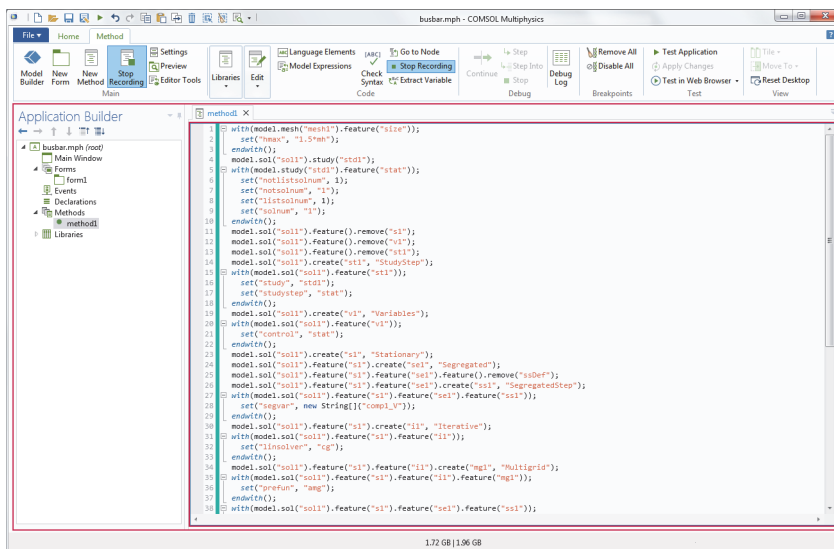 busbar.mph - COMSOL Multiphysics
File Home Method
Model Builder
New Form
New Method
Stop Recording
Settings
Preview
Editor Tools
Main
Libraries
Edit
Language Elements
Model Expressions
Check Syntax
Go to Node
Stop Recording
Extract Variable
Code
Continue
Step
Step Into
Stop
Debug Log
Debug
Remove All
Disable All
Breakpoints
Test Application
Apply Changes
Test in Web Browser
Test
Tile
Move To
Reset Desktop
View
Application Builder
busbar.mph (root)
Main Window
Forms
form1
Events
Declarations
Methods
method1
Libraries
method1
1 with(model.mesh("mesh1").feature("size"));
2 set("hmax", "1.5*mh");
3 endwith();
4 model.sol("sol1").study("std1");
5 with(model.study("std1").feature("stat"));
6 set("notlistsolnum", 1);
7 set("notsolnum", "1");
8 set("listsolnum", 1);
9 set("solnum", "1");
10 endwith();
11 model.sol("sol1").feature().remove("s1");
12 model.sol("sol1").feature().remove("v1");
13 model.sol("sol1").feature().remove("st1");
14 model.sol("sol1").create("st1", "StudyStep");
15 with(model.sol("sol1").feature("st1"));
16 set("study", "std1");
17 set("studystep", "stat");
18 endwith();
19 model.sol("sol1").create("v1", "Variables");
20 with(model.sol("sol1").feature("v1"));
21 set("control", "stat");
22 endwith();
23 model.sol("sol1").create("s1", "Stationary");
24 model.sol("sol1").feature("s1").create("se1", "Segregated");
25 model.sol("sol1").feature("s1").feature("se1").feature().remove("ssDef");
26 model.sol("sol1").feature("s1").feature("se1").create("ss1", "SegregatedStep");
27 with(model.sol("sol1").feature("s1").feature("se1").feature("ss1"));
28 set("segvar", new String[]{"comp1_V"});
29 endwith();
30 model.sol("sol1").feature("s1").create("i1", "Iterative");
31 with(model.sol("sol1").feature("s1").feature("i1"));
32 set("linsolver", "cg");
33 endwith();
34 model.sol("sol1").feature("s1").feature("i1").create("mg1", "Multigrid");
35 with(model.sol("sol1").feature("s1").feature("i1").feature("mg1"));
36 set("prefun", "amg");
37 endwith();
38 with(model.sol("sol1").feature("s1").feature("se1").feature("ss1"));
1.72 GB | 1.96 GB